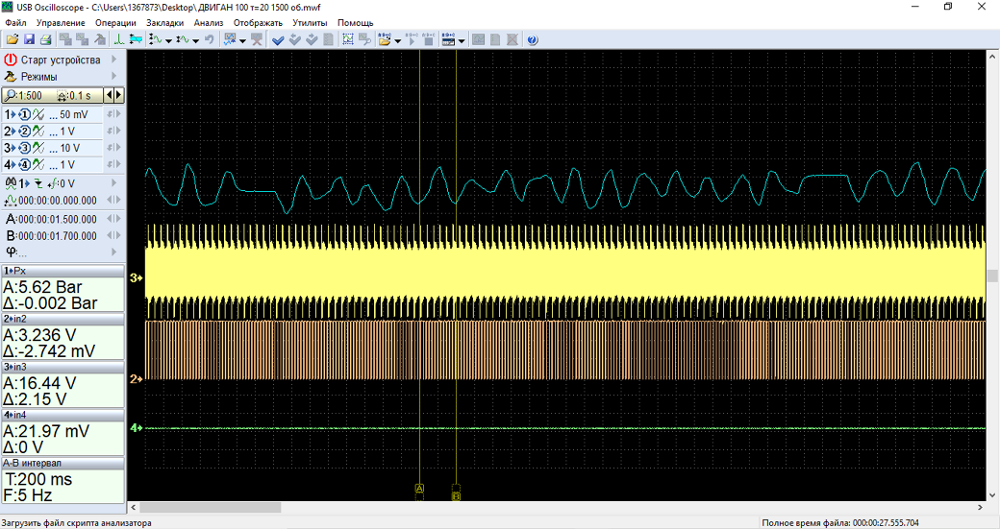 USB Oscilloscope - C:\Users\1367873\Desktop\.ДВИГАН 100 т=20 1500 об.mwf
Файл Управление Операции Закладки Анализ Отображать Утилиты Помощь
Старт устройства
Режимы
:1:500 :0.1 s
1 1 ... 50 mV
2 2 ... 1 V
3 3 ... 10 V
4 4 ... 1 V
1 :0 V
:000:00:00.000.000
A:000:00:01.500.000
B:000:00:01.700.000
φ:...
1 Px
A:5.62 Bar
Δ:-0.002 Bar
2 in2
A:3.236 V
Δ:-2.742 mV
3 in3
A:16.44 V
Δ:2.15 V
4 in4
A:21.97 mV
Δ:0 V
A-B интервал
T:200 ms
F:5 Hz
3
2
4
A
B
Загрузить файл скрипта анализатора
Полное время файла: 000:00:27.555.704